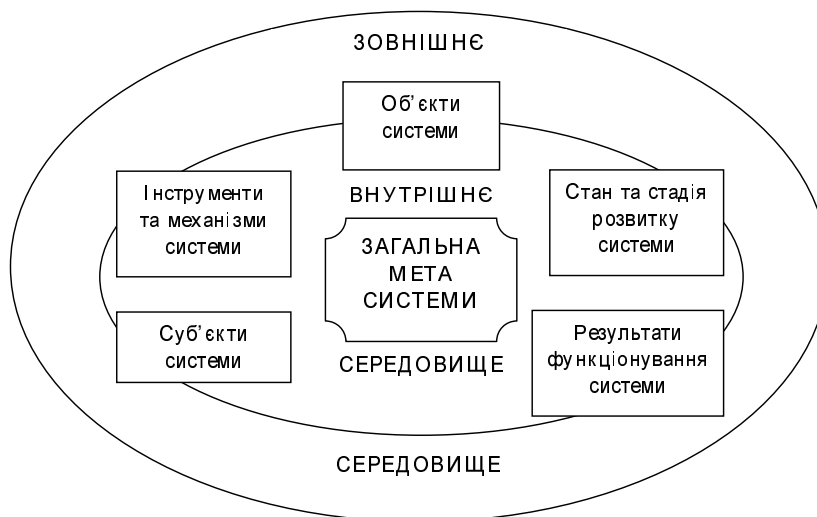 ЗОВНІШНЄ
Об'єкти
системи
Інструменти
та механізми
системи
ВНУТРІШНЄ
Стан та стадія
розвитку
системи
ЗАГАЛЬНА
МЕТА
СИСТЕМИ
Суб'єкти
системи
Результати
функціонування
системи
СЕРЕДОВИЩЕ
СЕРЕДОВИЩЕ